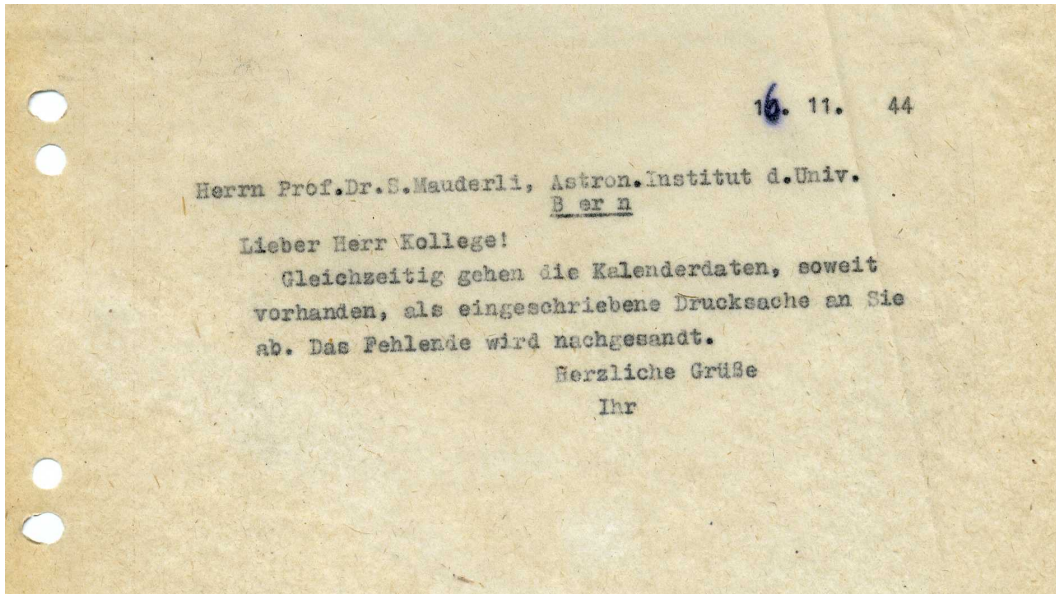 16. 11. 44
Herrn Prof.Dr.S.Mauderli, Astron.Institut d.Univ.
B er n
Lieber Herr Kollege!
Gleichzeitig gehen die Kalenderdaten, soweit
vorhanden, als eingeschriebene Drucksache an Sie
ab. Das Fehlende wird nachgesandt.
Herzliche Grüße
Ihr